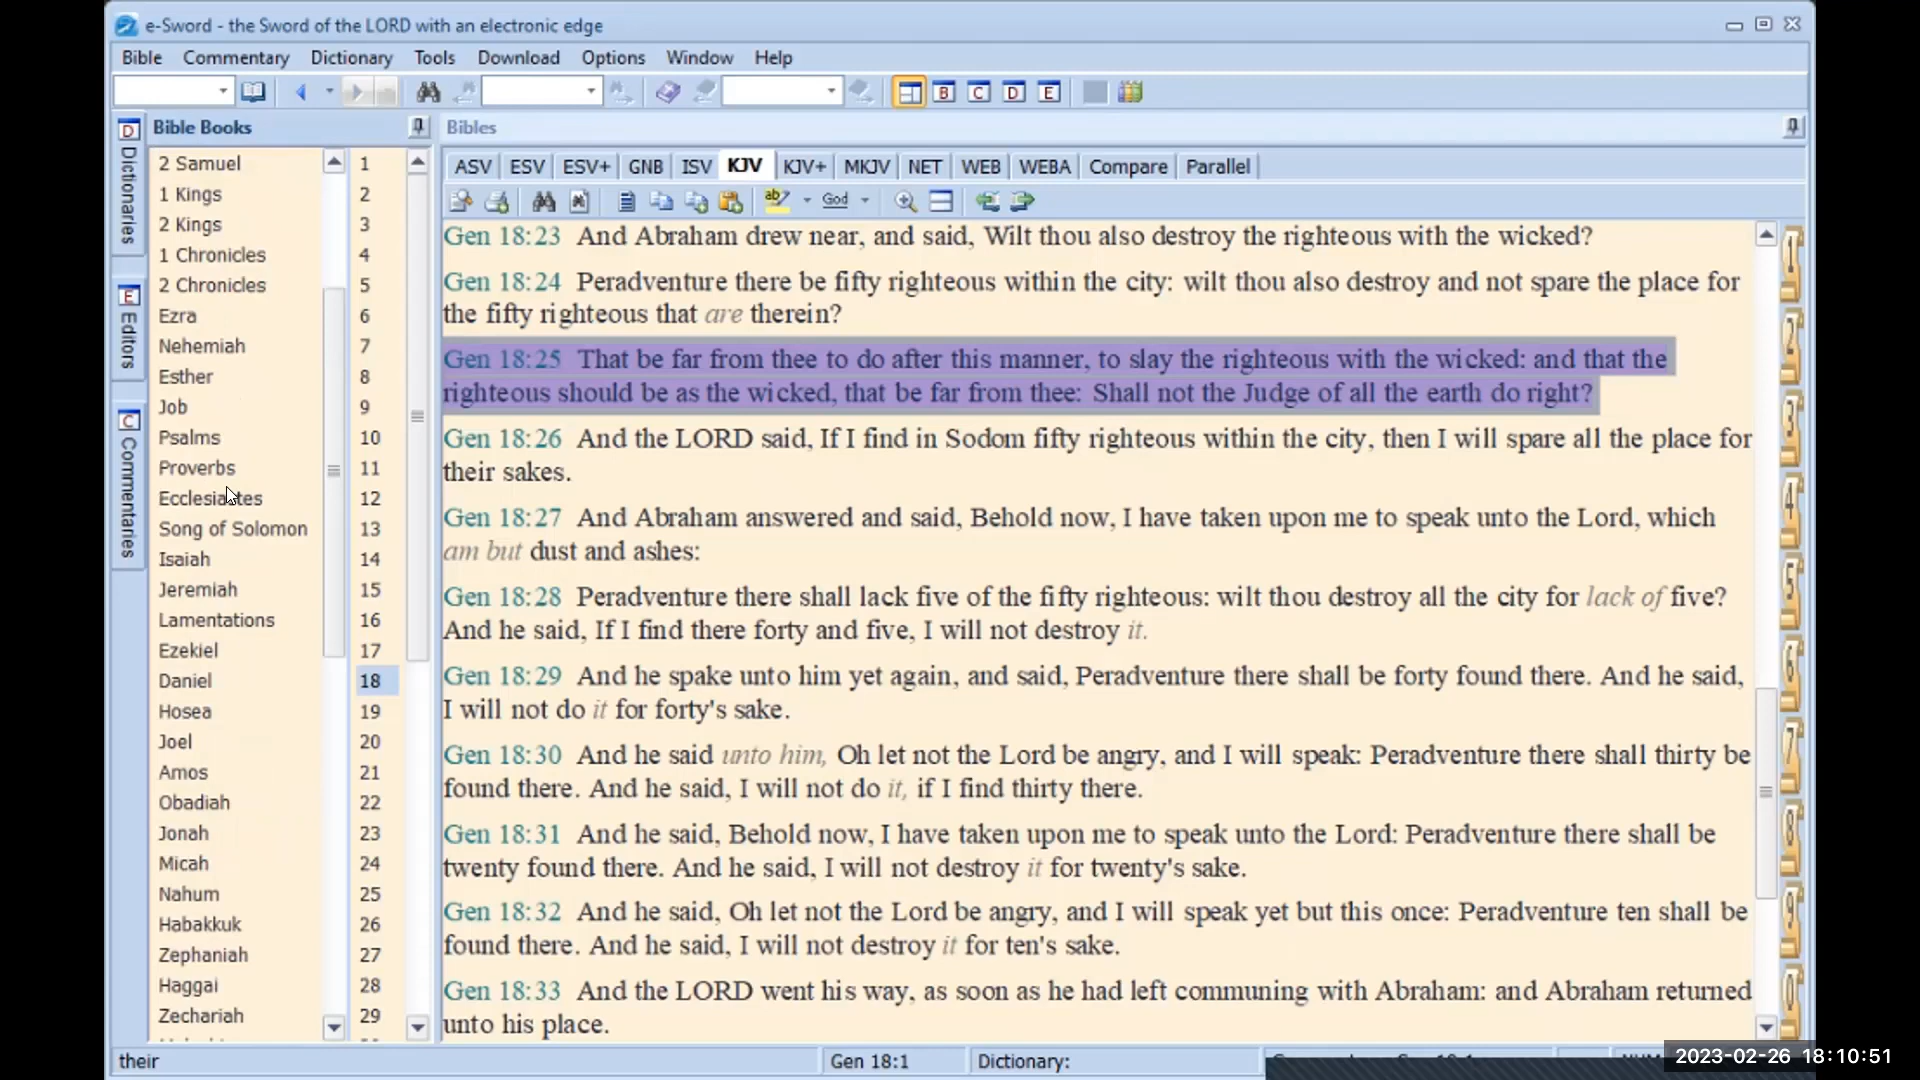 e-Sword - the Sword of the LORD with an electronic edge
Bible Commentary Dictionary Tools Download Options Window Help
B C D E
Bible Books
Bibles
D Dictionaries
E Editors
C Commentaries
ASV ESV ESV+ GNB ISV KJV KJV+ MKJV NET WEB WEBA Compare Parallel
ab God
2 Samuel 1
1 Kings 2
2 Kings 3
1 Chronicles 4
2 Chronicles 5
Ezra 6
Nehemiah 7
Esther 8
Job 9
Psalms 10
Proverbs 11
Ecclesiastes 12
Song of Solomon 13
Isaiah 14
Jeremiah 15
Lamentations 16
Ezekiel 17
Daniel 18
Hosea 19
Joel 20
Amos 21
Obadiah 22
Jonah 23
Micah 24
Nahum 25
Habakkuk 26
Zephaniah 27
Haggai 28
Zechariah 29
Gen 18:23 And Abraham drew near, and said, Wilt thou also destroy the righteous with the wicked?
Gen 18:24 Peradventure there be fifty righteous within the city: wilt thou also destroy and not spare the place for
the fifty righteous that are therein?
Gen 18:25 That be far from thee to do after this manner, to slay the righteous with the wicked: and that the
righteous should be as the wicked, that be far from thee: Shall not the Judge of all the earth do right?
Gen 18:26 And the LORD said, If I find in Sodom fifty righteous within the city, then I will spare all the place for
their sakes.
Gen 18:27 And Abraham answered and said, Behold now, I have taken upon me to speak unto the Lord, which
am but dust and ashes:
Gen 18:28 Peradventure there shall lack five of the fifty righteous: wilt thou destroy all the city for lack of five?
And he said, If I find there forty and five, I will not destroy it.
Gen 18:29 And he spake unto him yet again, and said, Peradventure there shall be forty found there. And he said,
I will not do it for forty's sake.
Gen 18:30 And he said unto him, Oh let not the Lord be angry, and I will speak: Peradventure there shall thirty be
found there. And he said, I will not do it, if I find thirty there.
Gen 18:31 And he said, Behold now, I have taken upon me to speak unto the Lord: Peradventure there shall be
twenty found there. And he said, I will not destroy it for twenty's sake.
Gen 18:32 And he said, Oh let not the Lord be angry, and I will speak yet but this once: Peradventure ten shall be
found there. And he said, I will not destroy it for ten's sake.
Gen 18:33 And the LORD went his way, as soon as he had left communing with Abraham: and Abraham returned
unto his place.
1
2
3
4
5
6
7
8
9
0
their Gen 18:1 Dictionary:
2023-02-26 18:10:51